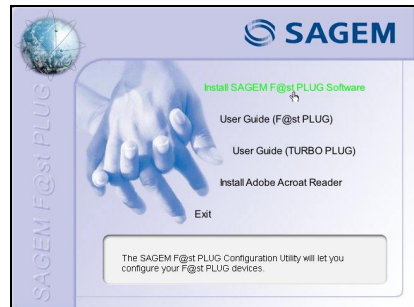 SAGEM
SAGEM F@st PLUG
Install SAGEM F@st PLUG Software
User Guide (F@st PLUG)
User Guide (TURBO PLUG)
Install Adobe Acroat Reader
Exit
The SAGEM F@st PLUG Configuration Utility will let you
configure your F@st PLUG devices.